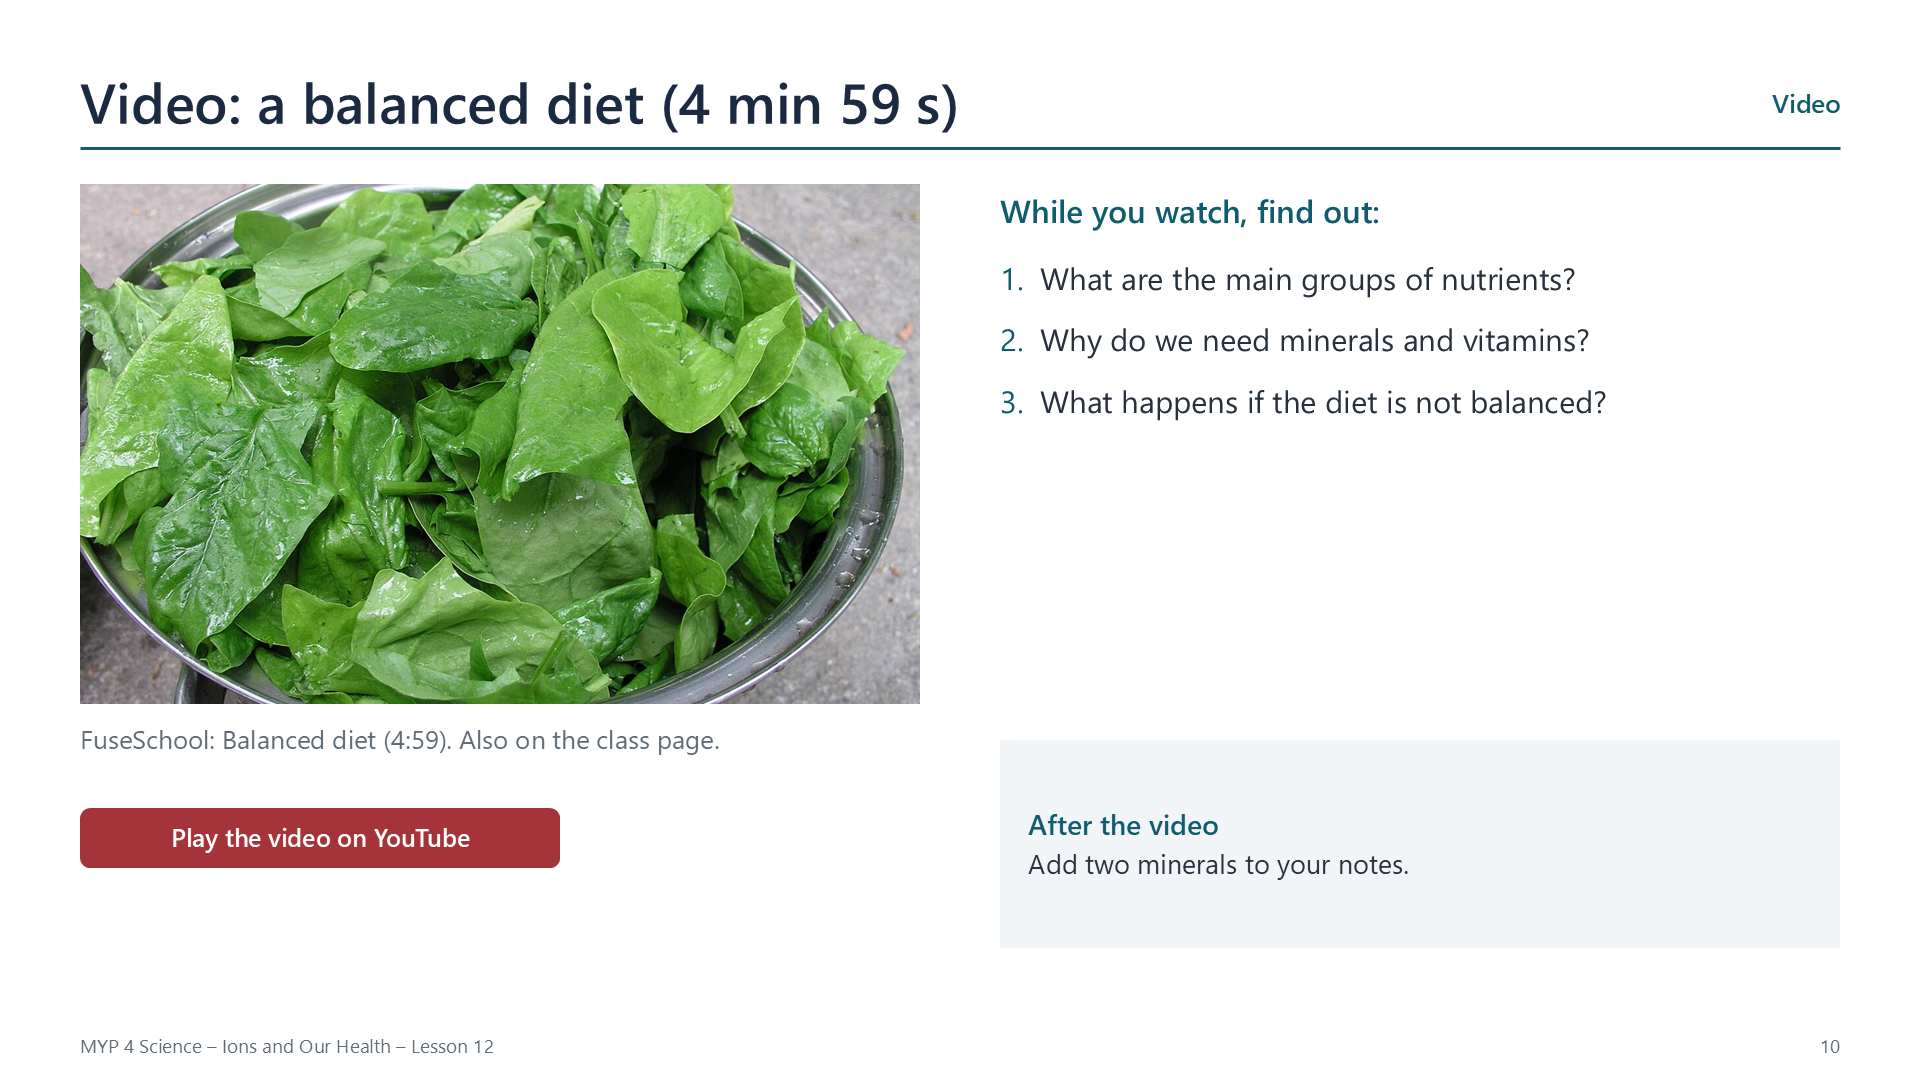 Video: a balanced diet (4 min 59 s)
Video
FuseSchool: Balanced diet (4:59). Also on the class page.
Play the video on YouTube
While you watch, find out:
1. What are the main groups of nutrients?
2. Why do we need minerals and vitamins?
3. What happens if the diet is not balanced?
After the video
Add two minerals to your notes.
MYP 4 Science – Ions and Our Health – Lesson 12
10